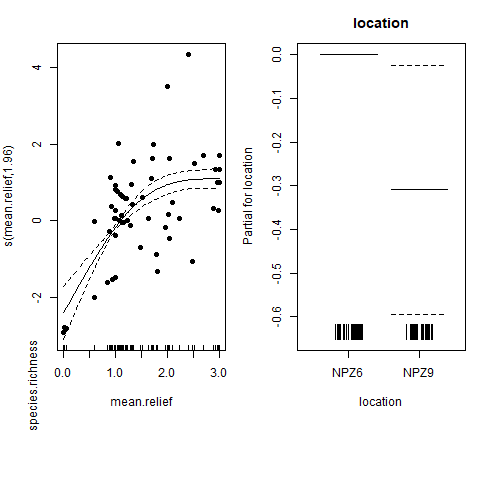 location
s(mean.relief,1.96)
4
2
0
-2
species.richness
0.0
1.0
2.0
3.0
mean.relief
Partial for location
0.0
-0.1
-0.2
-0.3
-0.4
-0.5
-0.6
NPZ6
NPZ9
location